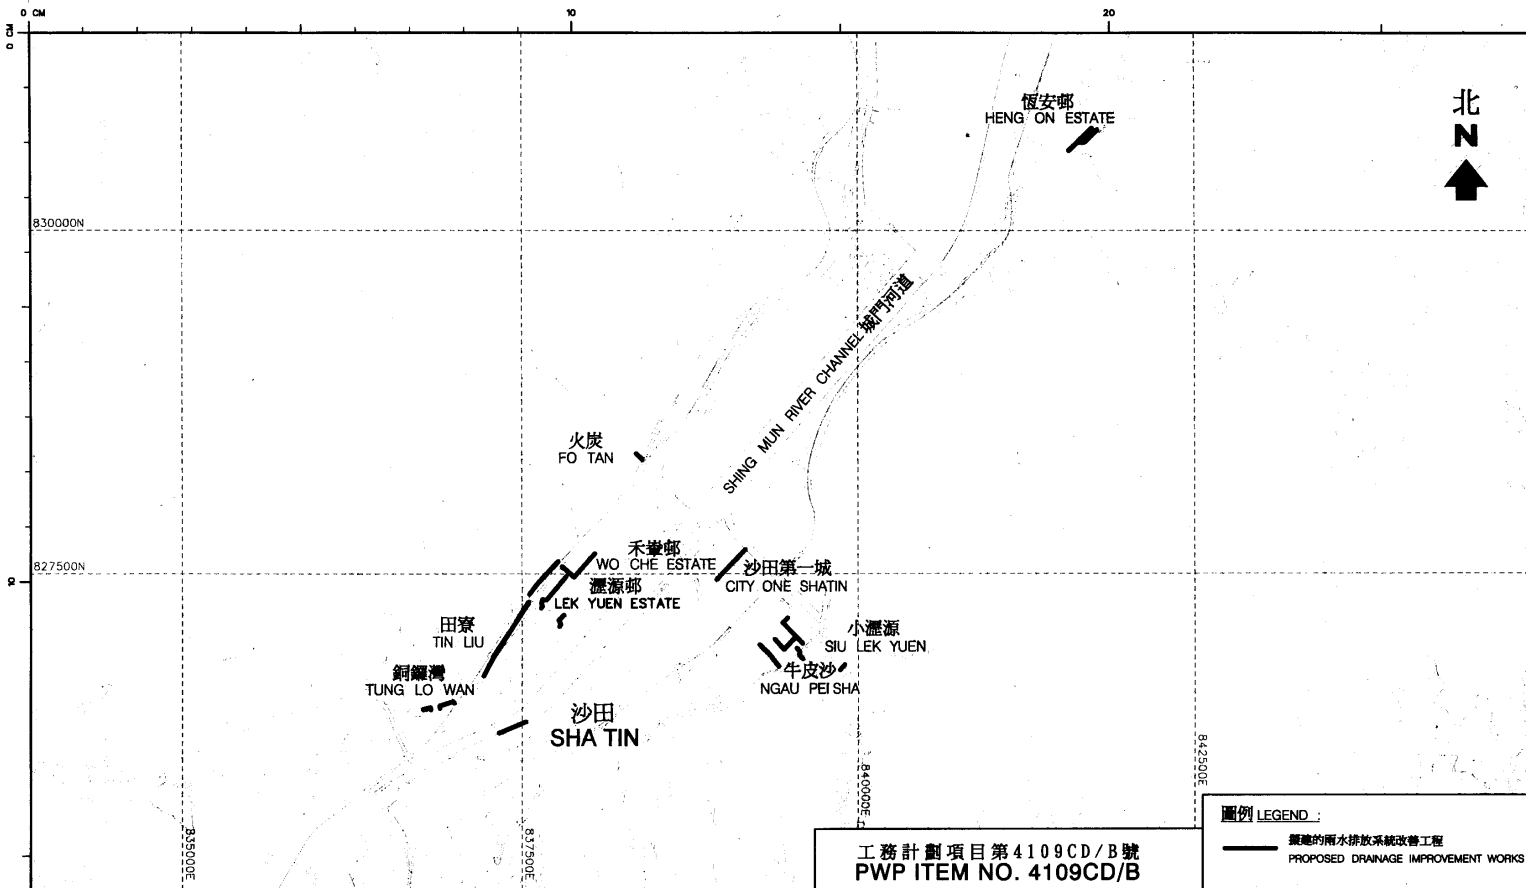 0 CM
10
20
0 CM
10
恆安邨
HENG ON ESTATE
北
N
830000N
SHING MUN RIVER CHANNEL 城門河道
火炭
FO TAN
禾輋邨
WO CHE ESTATE
827500N
瀝源邨
LEK YUEN ESTATE
沙田第一城
CITY ONE SHATIN
田寮
TIN LIU
小瀝源
SIU LEK YUEN
銅鑼灣
TUNG LO WAN
牛皮沙
NGAU PEI SHA
沙田
SHA TIN
835000E
837500E
840000E
842500E
圖例 LEGEND :
擬建的雨水排放系統改善工程
PROPOSED DRAINAGE IMPROVEMENT WORKS
工務計劃項目第4109CD/B號
PWP ITEM NO. 4109CD/B